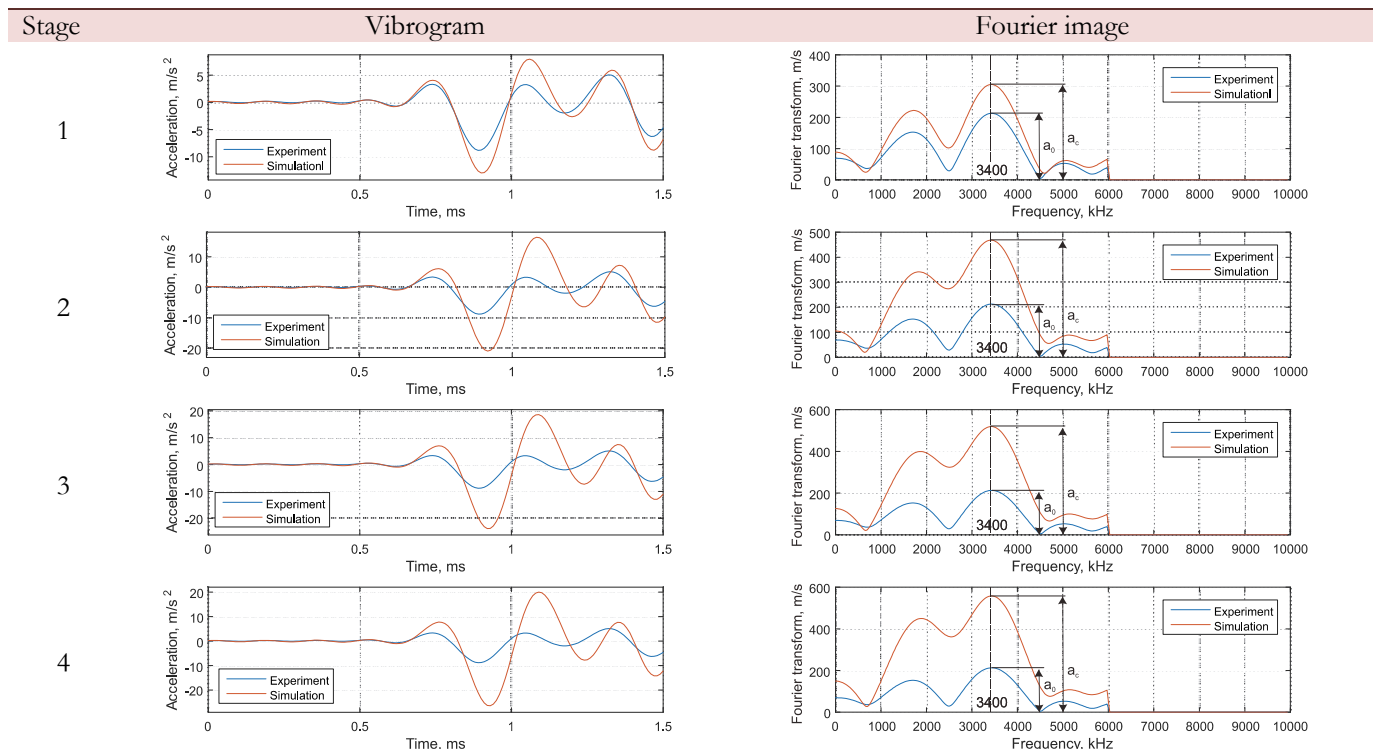 Stage Vibrogram Fourier image
1
Acceleration, m/s 2
5
0
-5
-10
Experiment
Simulationl
0 0.5 1 1.5
Time, ms
Fourier transform, m/s
400
300
200
100
0
Experiment
Simulationl
a0
ac
3400
0 1000 2000 3000 4000 5000 6000 7000 8000 9000 10000
Frequency, kHz
2
Acceleration, m/s 2
10
0
-10
-20
Experiment
Simulation
0 0.5 1 1.5
Time, ms
Fourier transform, m/s
500
400
300
200
100
0
Experiment
Simulation
a0
ac
3400
0 1000 2000 3000 4000 5000 6000 7000 8000 9000 10000
Frequency, kHz
3
Acceleration, m/s 2
20
10
0
-10
-20
Experiment
Simulation
0 0.5 1 1.5
Time, ms
Fourier transform, m/s
600
400
200
0
Experiment
Simulation
a0
ac
3400
0 1000 2000 3000 4000 5000 6000 7000 8000 9000 10000
Frequency, kHz
4
Acceleration, m/s 2
20
10
0
-10
-20
Experiment
Simulation
0 0.5 1 1.5
Time, ms
Fourier transform, m/s
600
400
200
0
Experiment
Simulation
a0
ac
3400
0 1000 2000 3000 4000 5000 6000 7000 8000 9000 10000
Frequency, kHz